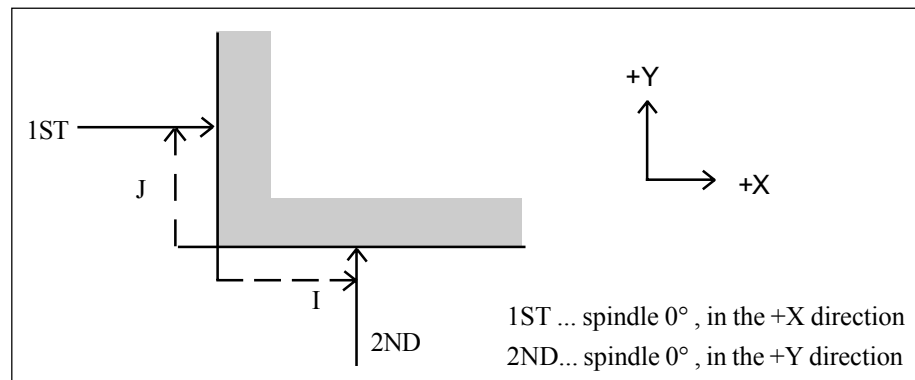 +Y
1ST
+X
J
I
1ST ... spindle 0° , in the +X direction
2ND
2ND... spindle 0° , in the +Y direction